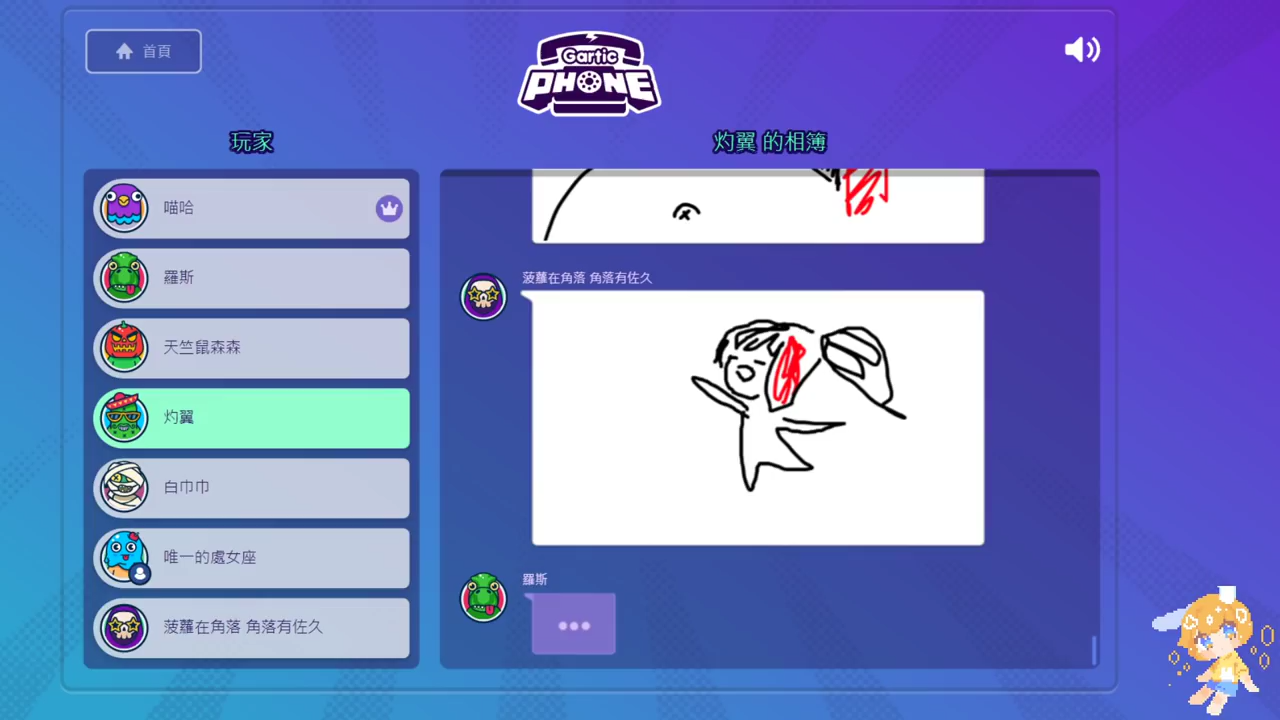 首頁
Gartic
PHONE
玩家
灼翼 的相簿
喵哈
羅斯
天竺鼠森森
灼翼
白巾巾
唯一的處女座
菠蘿在角落 角落有佐久
菠蘿在角落 角落有佐久
羅斯